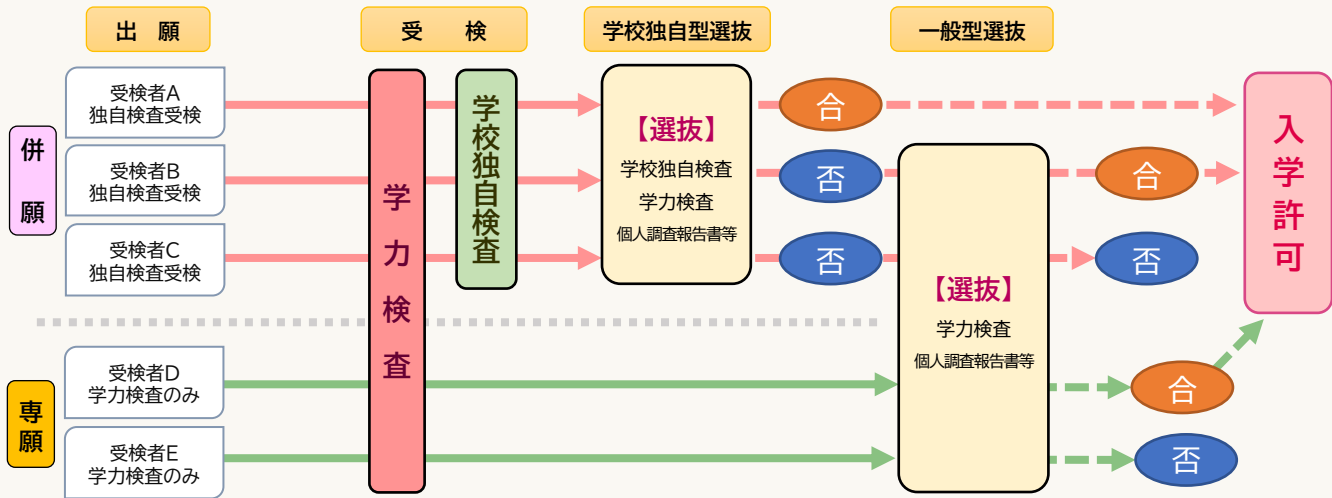 出　願
受　　検
学校独自型選抜
一般型選抜
併願
受検者A
独自検査受検
受検者B
独自検査受検
受検者C
独自検査受検
専願
受検者D
学力検査のみ
受検者E
学力検査のみ
学力検査
学校独自検査
【選抜】
学校独自検査
学力検査
個人調査報告書等
合
否
否
【選抜】
学力検査
個人調査報告書等
合
否
合
否
入学許可